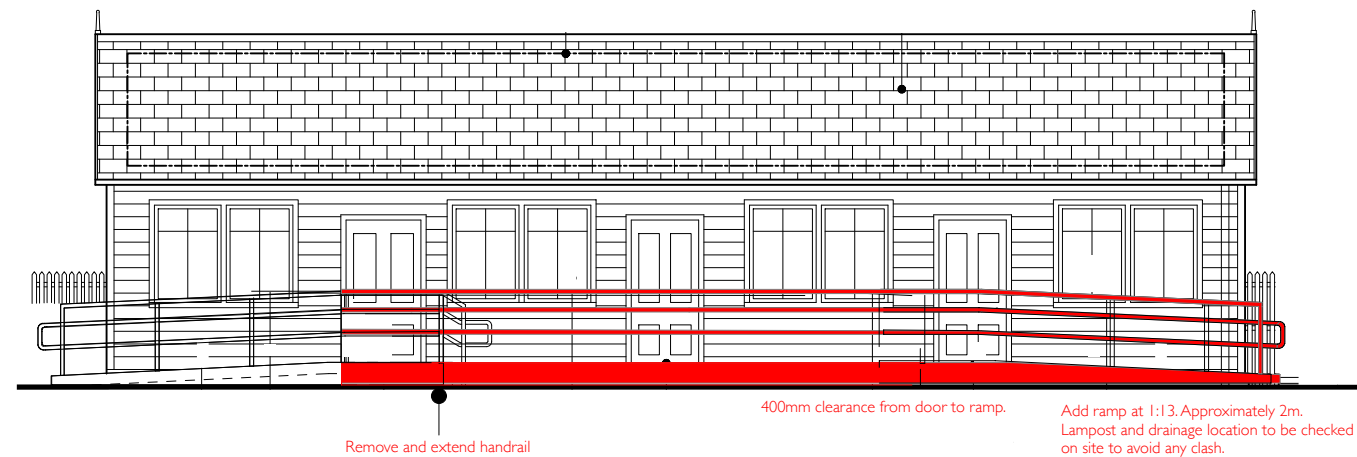 400mm clearance from door to ramp.
Add ramp at 1:13. Approximately 2m.
Lampost and drainage location to be checked
on site to avoid any clash.
Remove and extend handrail